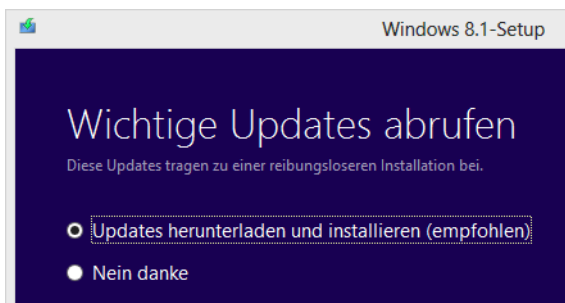 Windows 8.1-Setup
Wichtige Updates abrufen
Diese Updates tragen zu einer reibungsloseren Installation bei.
Updates herunterladen und installieren (empfohlen)
Nein danke